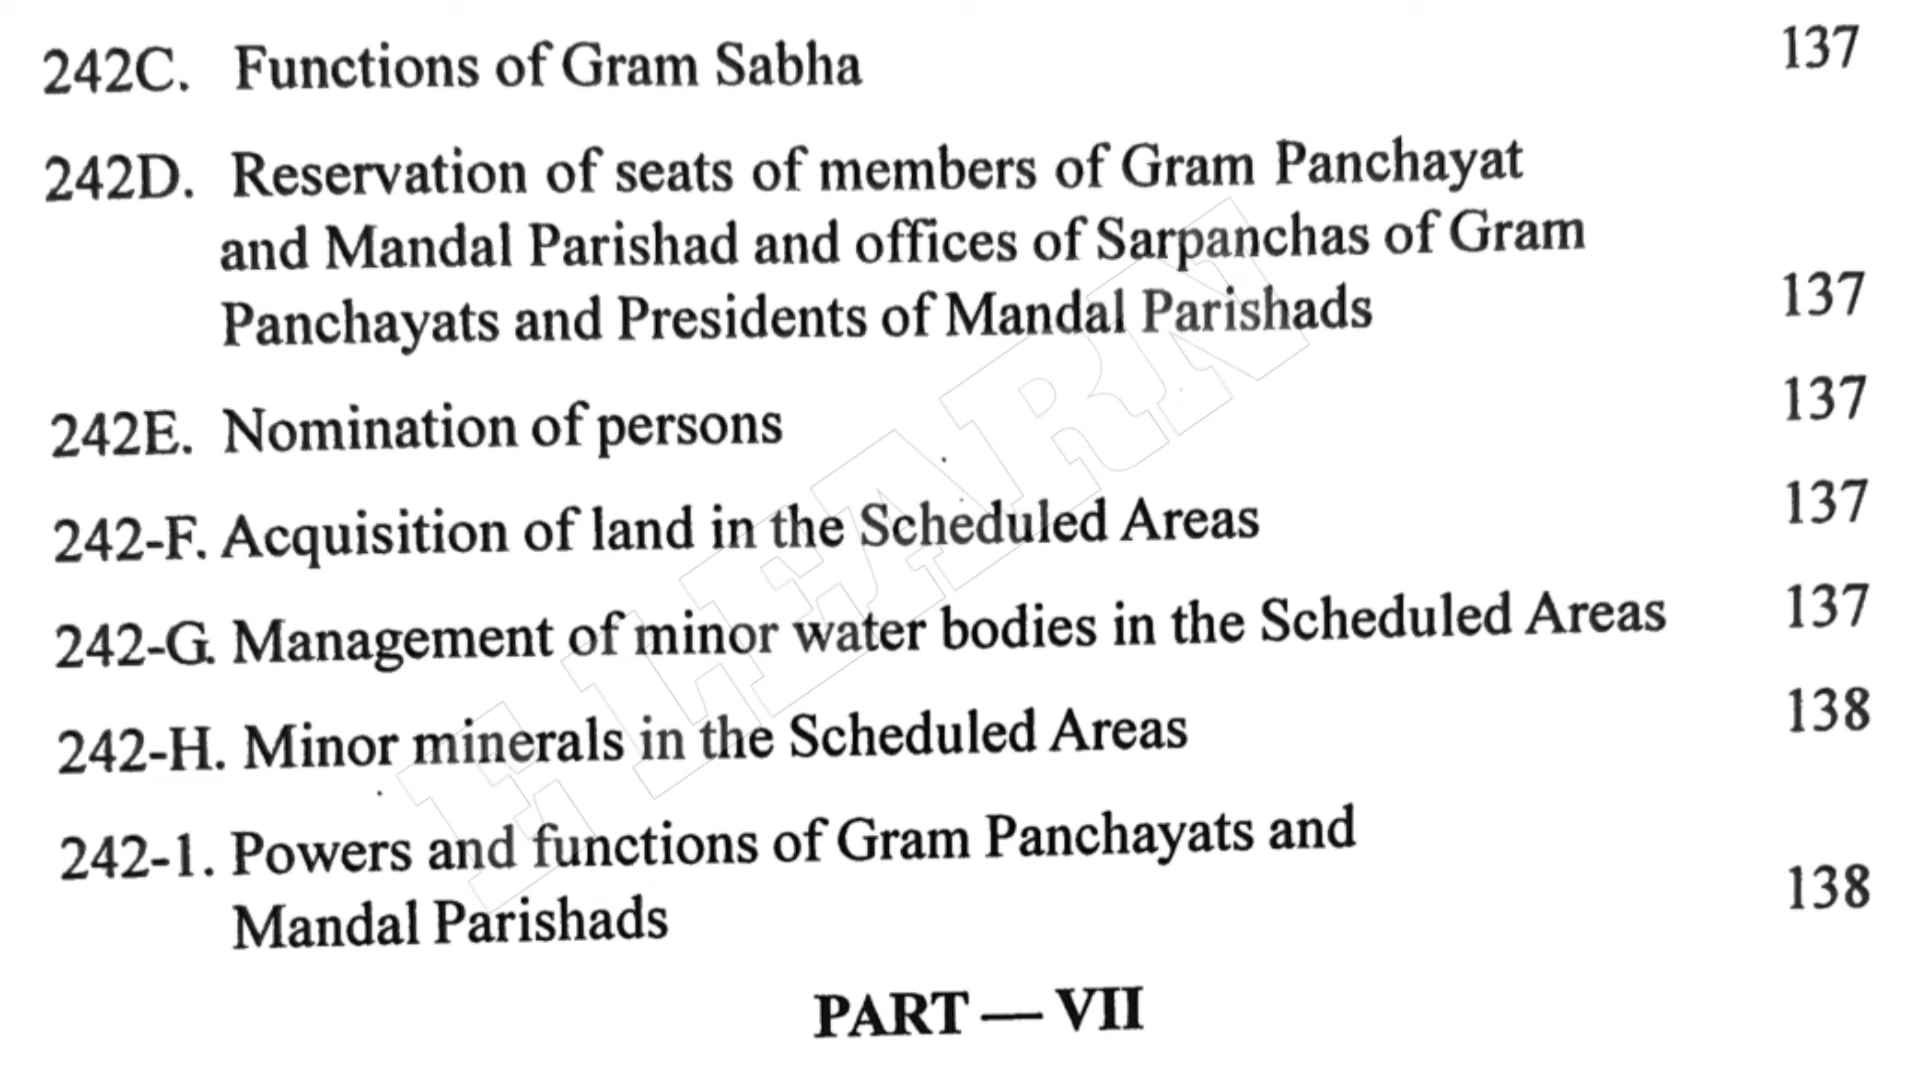 242C. Functions of Gram Sabha 137
242D. Reservation of seats of members of Gram Panchayat
and Mandal Parishad and offices of Sarpanchas of Gram
Panchayats and Presidents of Mandal Parishads 137
242E. Nomination of persons 137
242-F. Acquisition of land in the Scheduled Areas 137
242-G. Management of minor water bodies in the Scheduled Areas 137
242-H. Minor minerals in the Scheduled Areas 138
242-1. Powers and functions of Gram Panchayats and
Mandal Parishads 138
PART — VII
E LEARN